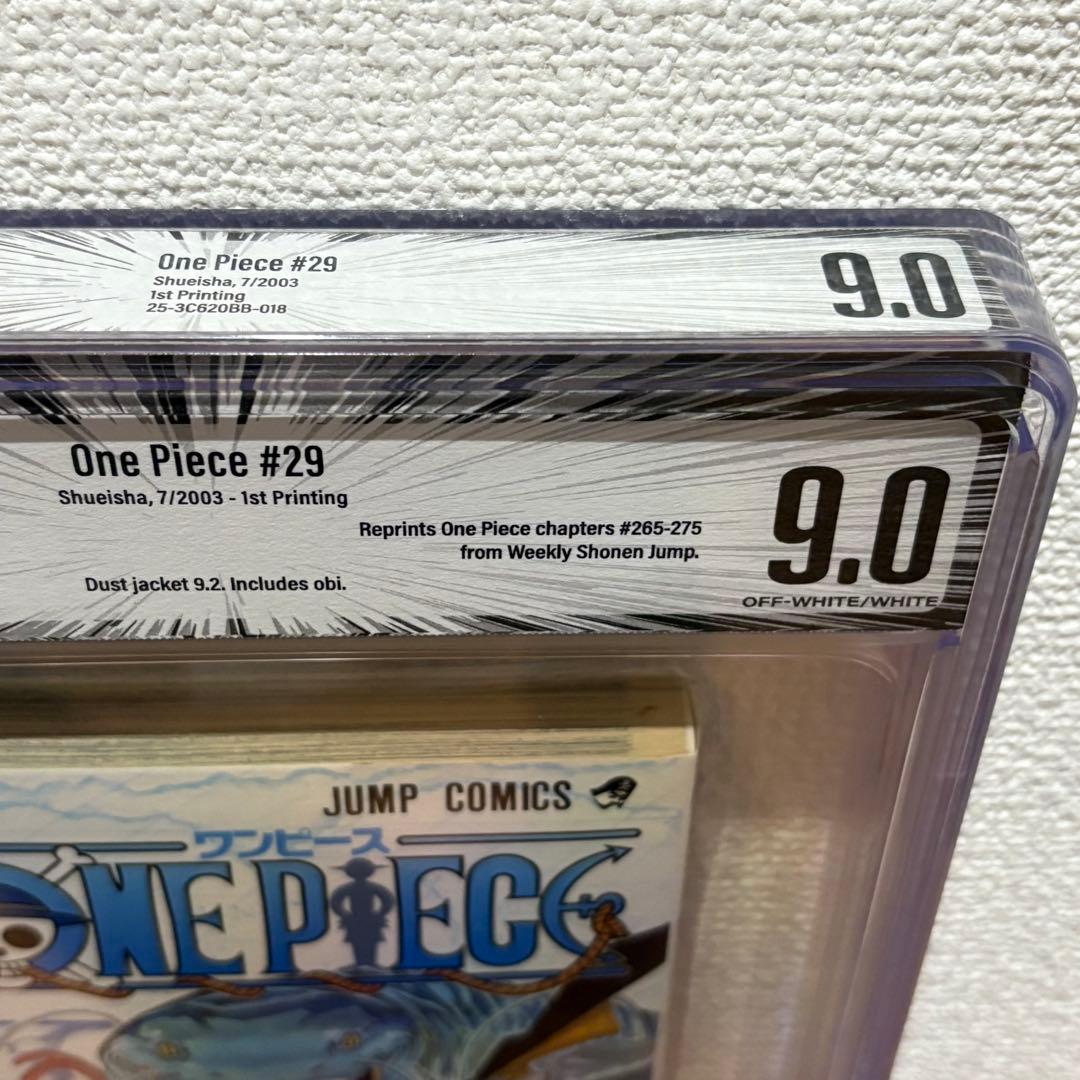 One Piece #29
Shueisha, 7/2003
1st Printing
25-3C620BB-018
9.0
One Piece #29
Shueisha, 7/2003 - 1st Printing
Reprints One Piece chapters #265-275
from Weekly Shonen Jump.
Dust jacket 9.2. Includes obi.
9.0
OFF-WHITE/WHITE
JUMP COMICS
ワンピース
ONE PIECE